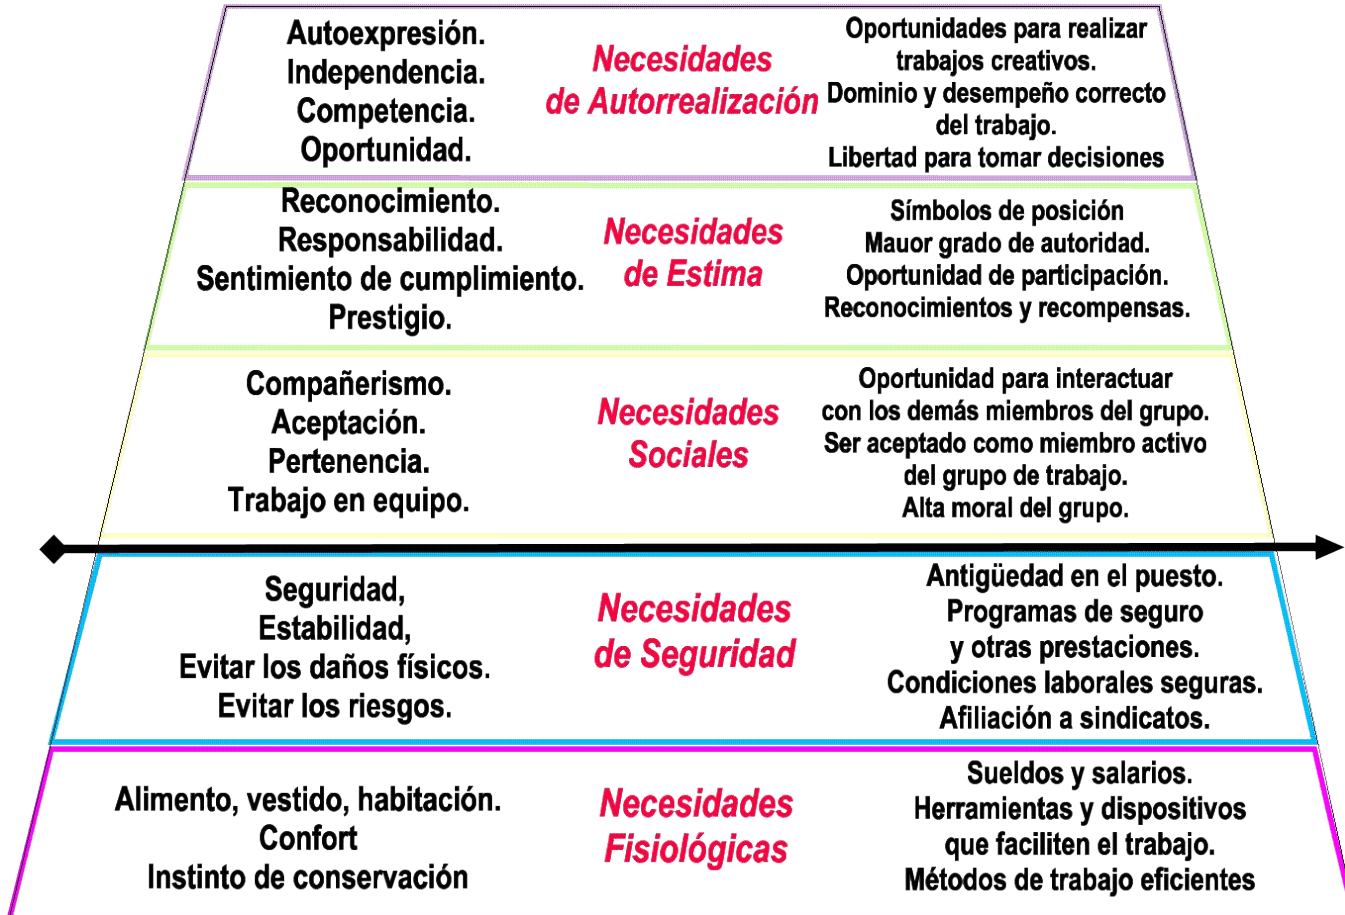 Autoexpresión.
Independencia.
Competencia.
Oportunidad.
Necesidades
de Autorrealización
Oportunidades para realizar
trabajos creativos.
Dominio y desempeño correcto
del trabajo.
Libertad para tomar decisiones
Reconocimiento.
Responsabilidad.
Sentimiento de cumplimiento.
Prestigio.
Necesidades
de Estima
Símbolos de posición
Mauor grado de autoridad.
Oportunidad de participación.
Reconocimientos y recompensas.
Compañerismo.
Aceptación.
Pertenencia.
Trabajo en equipo.
Necesidades
Sociales
Oportunidad para interactuar
con los demás miembros del grupo.
Ser aceptado como miembro activo
del grupo de trabajo.
Alta moral del grupo.
Seguridad,
Estabilidad,
Evitar los daños físicos.
Evitar los riesgos.
Necesidades
de Seguridad
Antigüedad en el puesto.
Programas de seguro
y otras prestaciones.
Condiciones laborales seguras.
Afiliación a sindicatos.
Alimento, vestido, habitación.
Confort
Instinto de conservación
Necesidades
Fisiológicas
Sueldos y salarios.
Herramientas y dispositivos
que faciliten el trabajo.
Métodos de trabajo eficientes